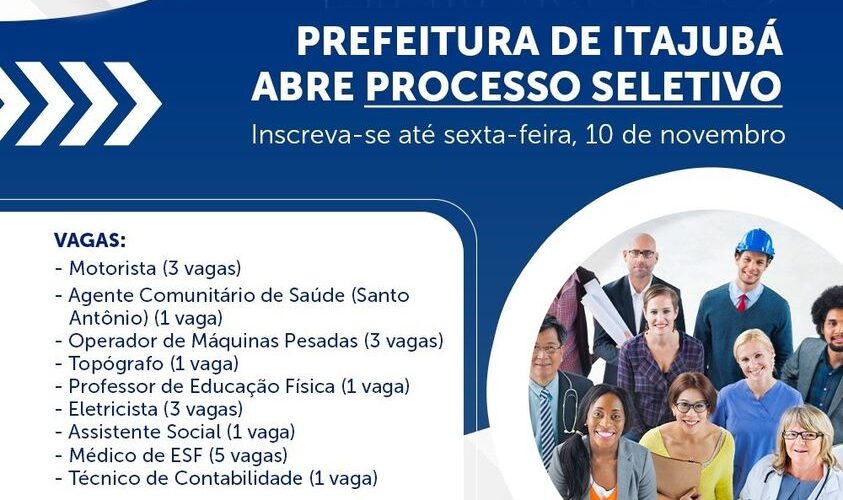 PREFEITURA DE ITAJUBÁ
ABRE PROCESSO SELETIVO
Inscreva-se até sexta-feira, 10 de novembro
VAGAS:
- Motorista (3 vagas)
- Agente Comunitário de Saúde (Santo
Antônio) (1 vaga)
- Operador de Máquinas Pesadas (3 vagas)
- Topógrafo (1 vaga)
- Professor de Educação Física (1 vaga)
- Eletricista (3 vagas)
- Assistente Social (1 vaga)
- Médico de ESF (5 vagas)
- Técnico de Contabilidade (1 vaga)